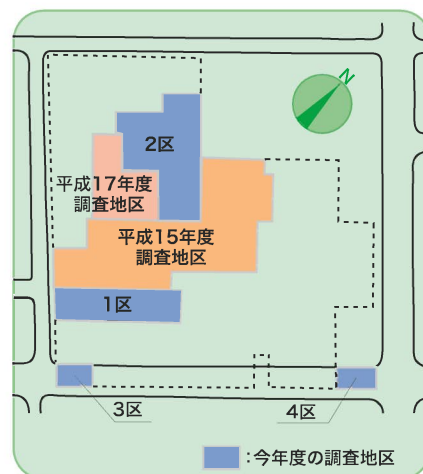 N
2区
平成17年度
調査地区
平成15年度
調査地区
1区
3区
4区
:今年度の調査地区